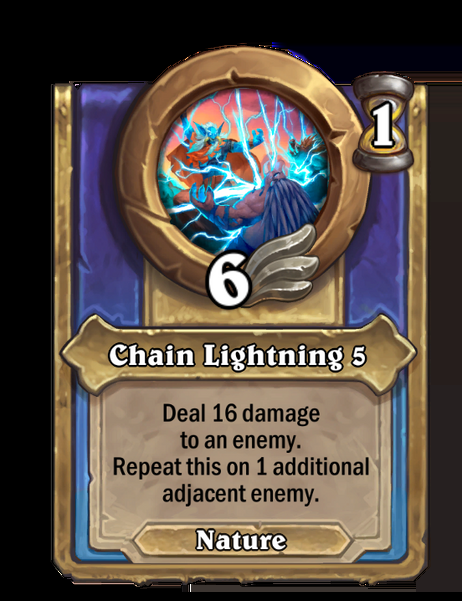 1
6
Chain Lightning 5
Deal 16 damage
to an enemy.
Repeat this on 1 additional
adjacent enemy.
Nature